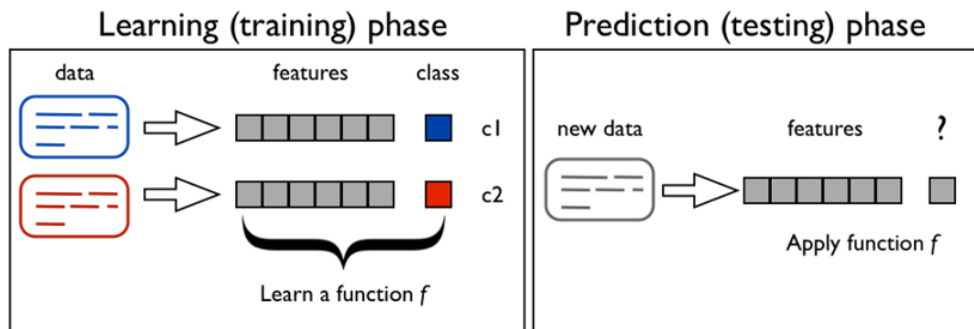 Learning (training) phase
data features class
c1
c2
Learn a function f
Prediction (testing) phase
new data features ?
Apply function f